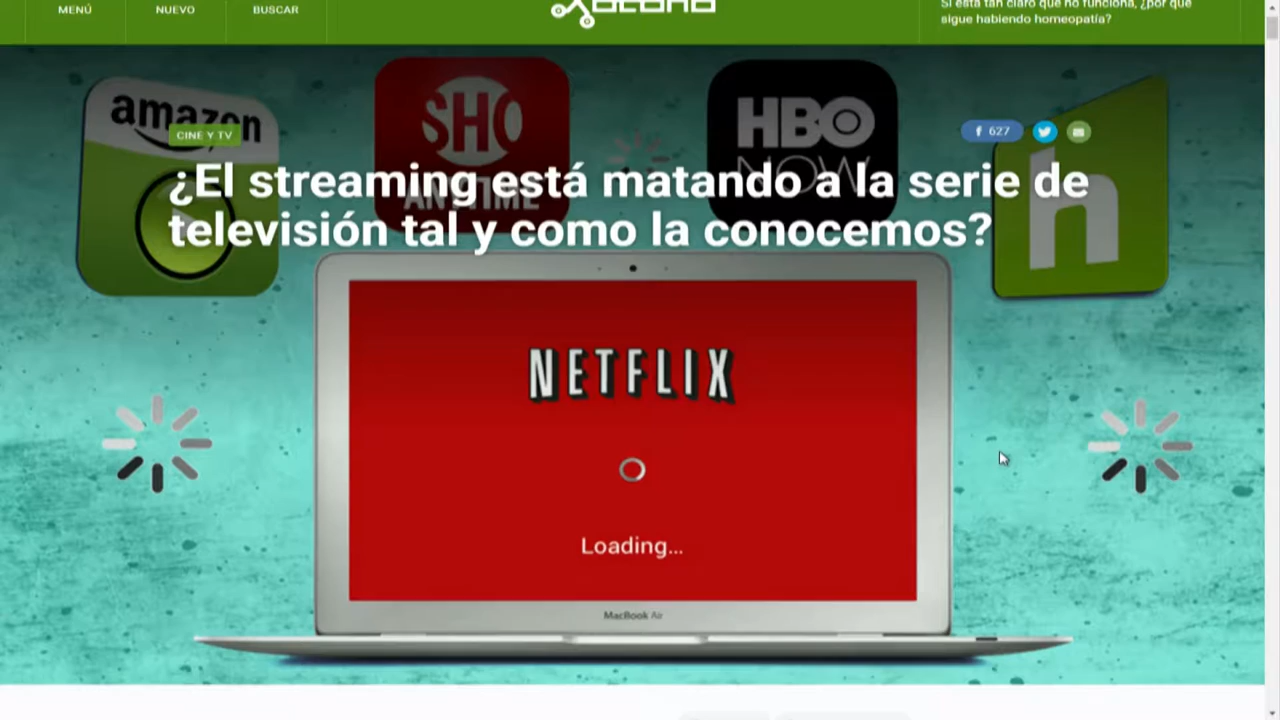 MENÚ
NUEVO
BUSCAR
Si está tan claro que no funciona, ¿por qué
sigue habiendo homeopatía?
amazon
SHO
ANYTIME
HBO
NOW
h
CINE Y TV
627
¿El streaming está matando a la serie de
televisión tal y como la conocemos?
NETFLIX
Loading...
MacBook Air